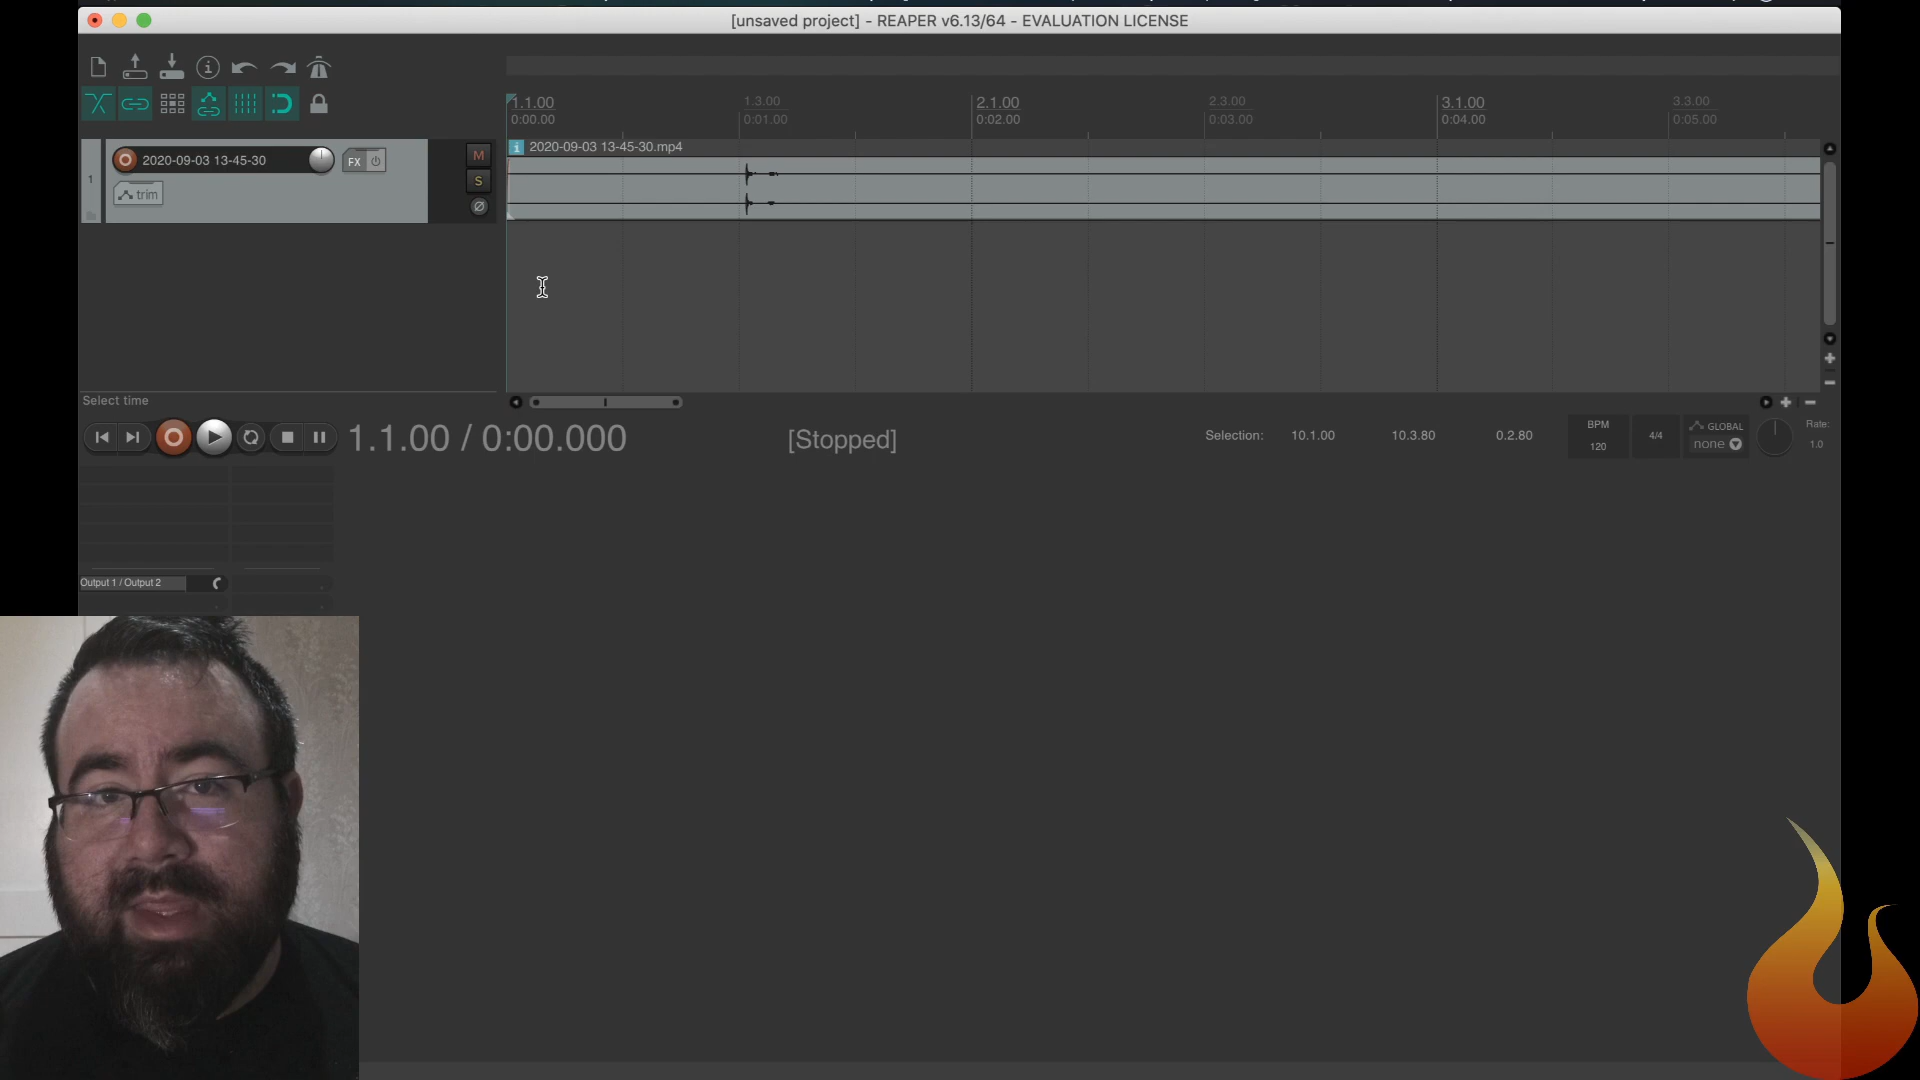 [unsaved project] - REAPER v6.13/64 - EVALUATION LICENSE
1.1.00
1.3.00
2.1.00
2.3.00
3.1.00
3.3.00
0:00.00
0:01.00
0:02.00
0:03.00
0:04.00
0:05.00
1
2020-09-03 13-45-30
FX
M
trim
S
i 2020-09-03 13-45-30.mp4
Select time
1.1.00 / 0:00.000
[Stopped]
Selection: 10.1.00 10.3.80 0.2.80
BPM
120
4/4
GLOBAL
none
Rate:
1.0
Output 1 / Output 2